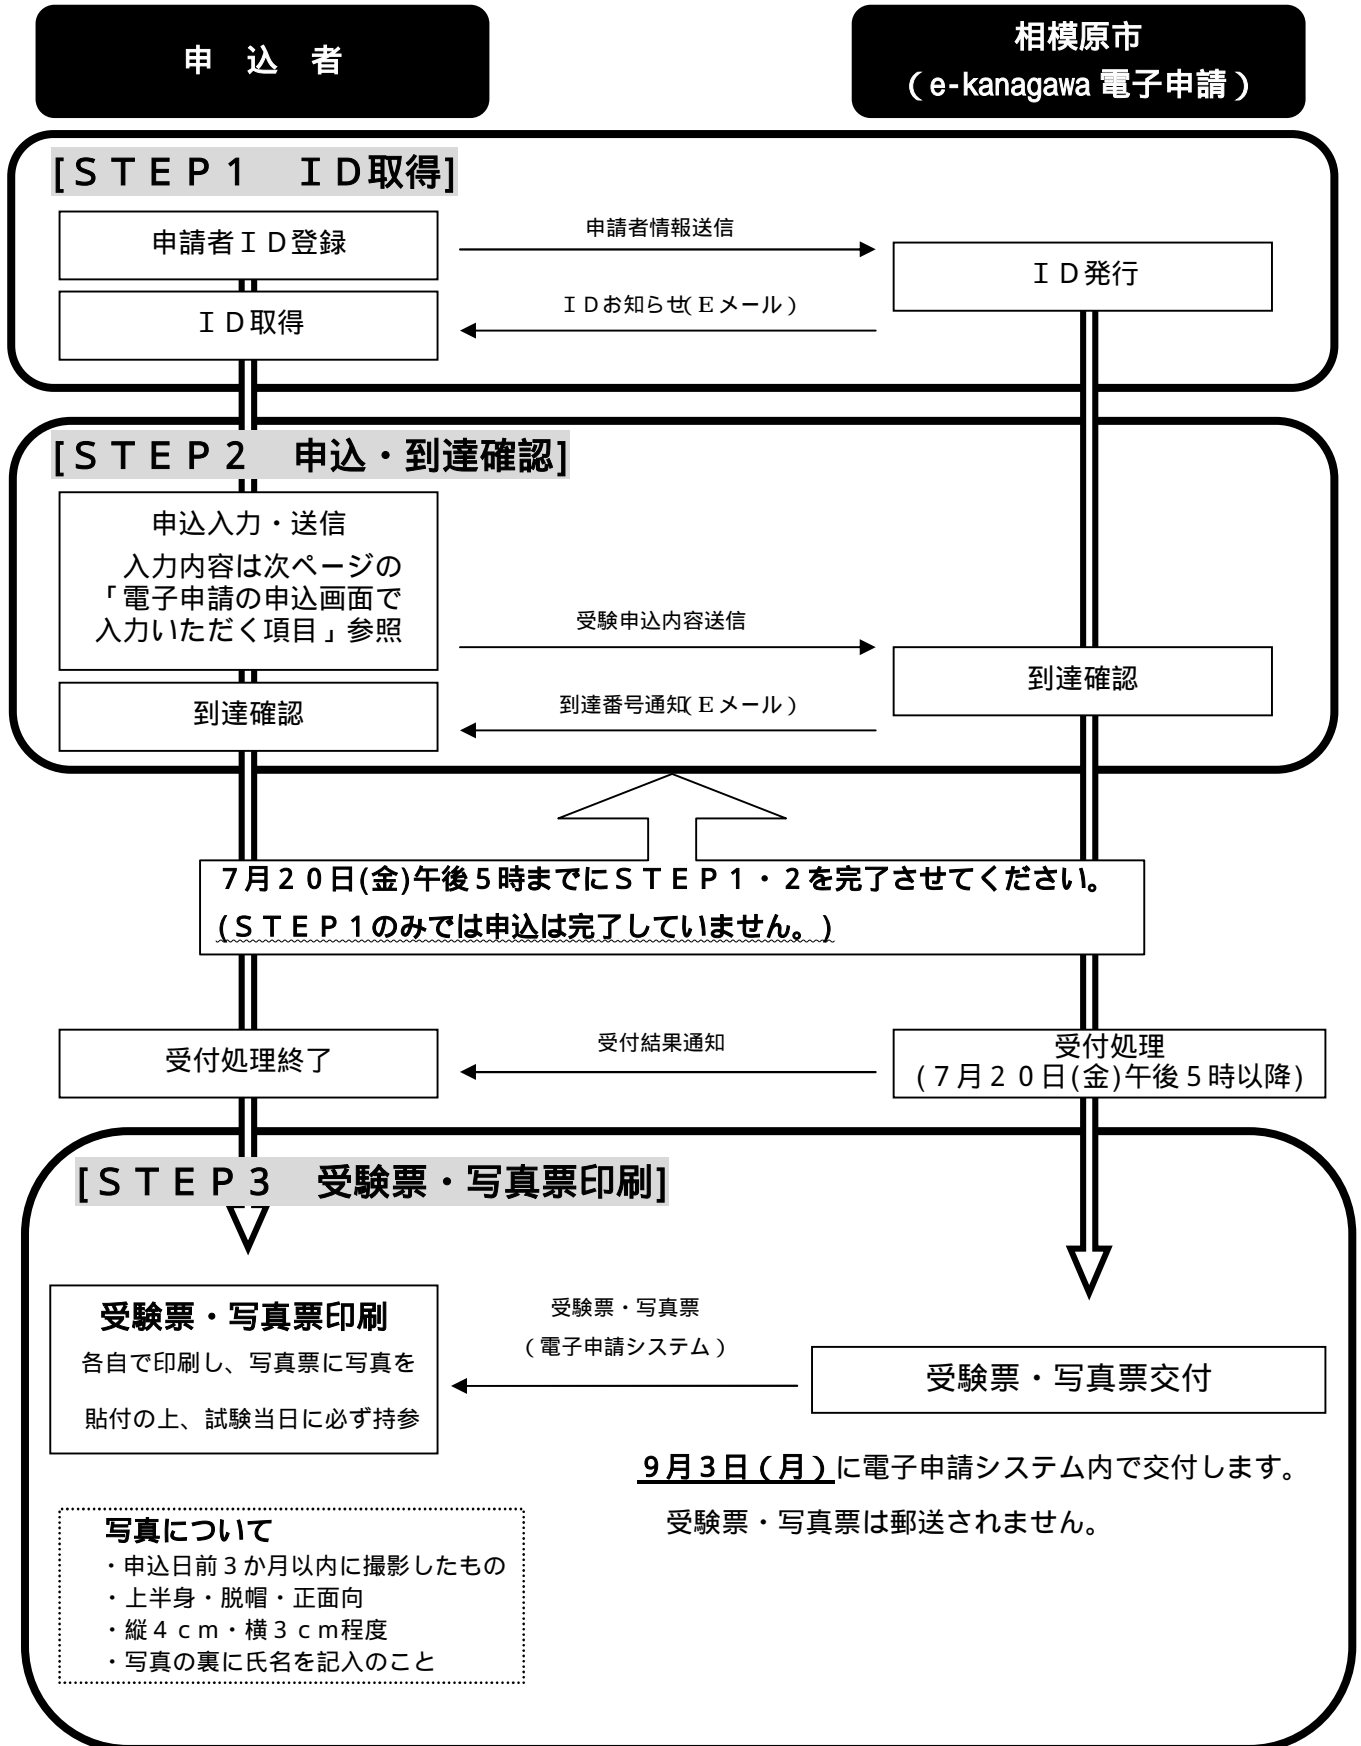 申　込　者
相模原市
（e-kanagawa 電子申請）
[ＳＴＥＰ１　ＩＤ取得]
申請者ＩＤ登録
申請者情報送信
ＩＤ発行
ＩＤお知らせ(Ｅメール）
ＩＤ取得
[ＳＴＥＰ２　申込・到達確認]
申込入力・送信
入力内容は次ページの
「電子申請の申込画面で
入力いただく項目」参照
受験申込内容送信
到達確認
到達番号通知(Ｅメール）
到達確認
７月２０日(金)午後５時までにＳＴＥＰ１・２を完了させてください。
(ＳＴＥＰ１のみでは申込は完了していません。)
受付処理終了
受付結果通知
受付処理
(７月２０日(金)午後５時以降)
[ＳＴＥＰ３　受験票・写真票印刷]
受験票・写真票印刷
各自で印刷し、写真票に写真を
貼付の上、試験当日に必ず持参
受験票・写真票
（電子申請システム）
受験票・写真票交付
９月３日（月）に電子申請システム内で交付します。
受験票・写真票は郵送されません。
写真について
・申込日前３か月以内に撮影したもの
・上半身・脱帽・正面向
・縦４ｃｍ・横３ｃｍ程度
・写真の裏に氏名を記入のこと